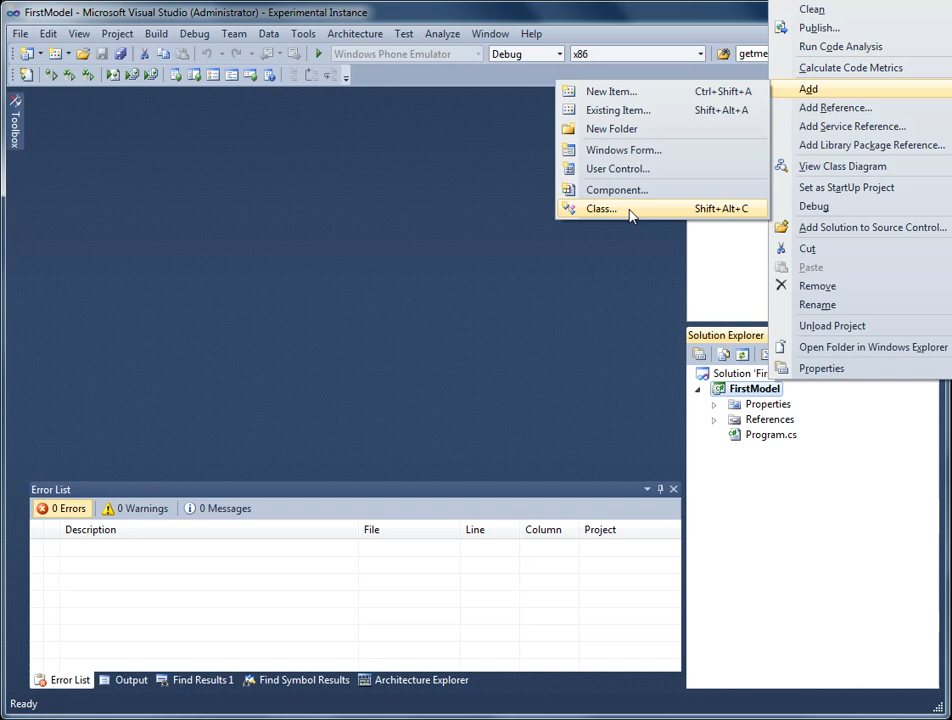 FirstModel - Microsoft Visual Studio (Administrator) - Experimental Instance
File Edit View Project Build Debug Team Data Tools Architecture Test Analyze Window Help
Windows Phone Emulator Debug x86 getme
Toolbox
New Item... Ctrl+Shift+A
Existing Item... Shift+Alt+A
New Folder
Windows Form...
User Control...
Component...
Class... Shift+Alt+C
Clean
Publish...
Run Code Analysis
Calculate Code Metrics
Add
Add Reference...
Add Service Reference...
Add Library Package Reference...
View Class Diagram
Set as StartUp Project
Debug
Add Solution to Source Control...
Cut
Paste
Remove
Rename
Unload Project
Open Folder in Windows Explorer
Properties
Solution Explorer
Solution 'Fir
FirstModel
Properties
References
Program.cs
Error List
0 Errors 0 Warnings 0 Messages
Description File Line Column Project
Error List Output Find Results 1 Find Symbol Results Architecture Explorer
Ready